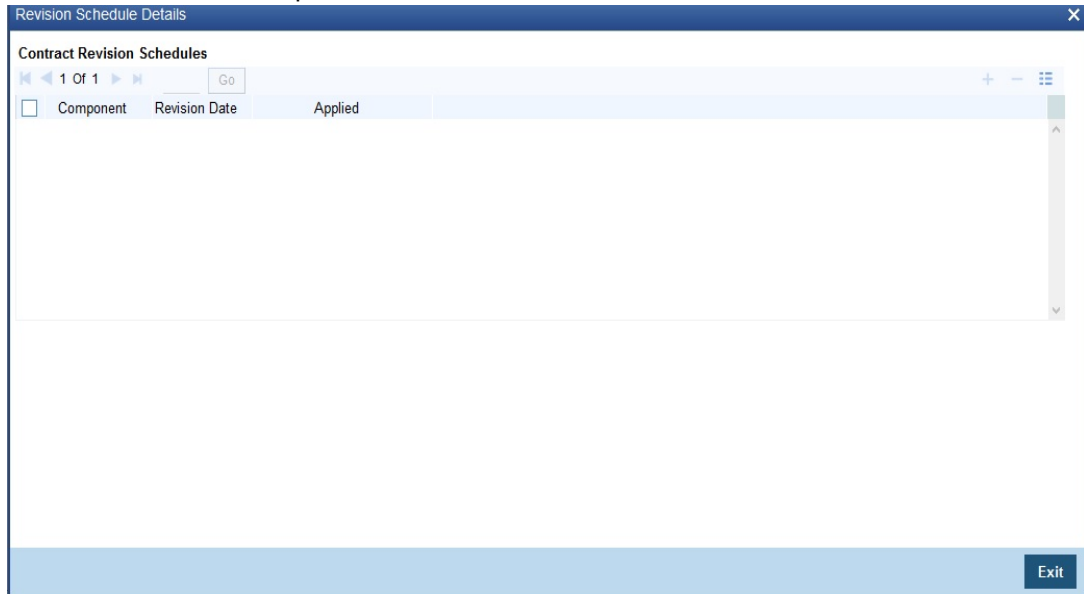 Revision Schedule Details
Contract Revision Schedules
1 Of 1 Go
Component Revision Date Applied
Exit